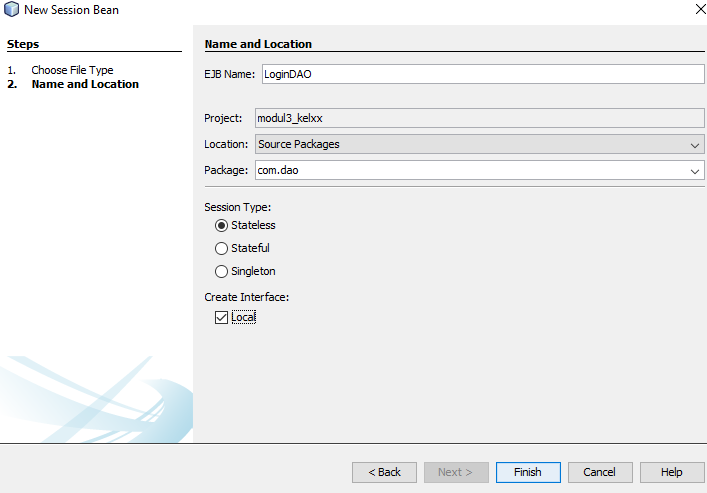 New Session Bean
Steps
1. Choose File Type
2. Name and Location
Name and Location
EJB Name: LoginDAO
Project: modul3_kelxx
Location: Source Packages
Package: com.dao
Session Type:
Stateless
Stateful
Singleton
Create Interface:
Local
< Back Next > Finish Cancel Help